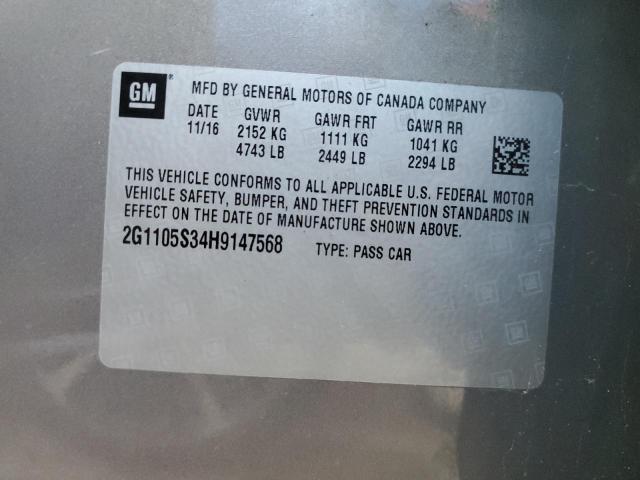 GM ® MFD BY GENERAL MOTORS OF CANADA COMPANY
DATE GVWR GAWR FRT GAWR RR
11/16 2152 KG 1111 KG 1041 KG
4743 LB 2449 LB 2294 LB
THIS VEHICLE CONFORMS TO ALL APPLICABLE U.S. FEDERAL MOTOR
VEHICLE SAFETY, BUMPER, AND THEFT PREVENTION STANDARDS IN
EFFECT ON THE DATE OF MANUFACTURE SHOWN ABOVE.
2G1105S34H9147568 TYPE: PASS CAR